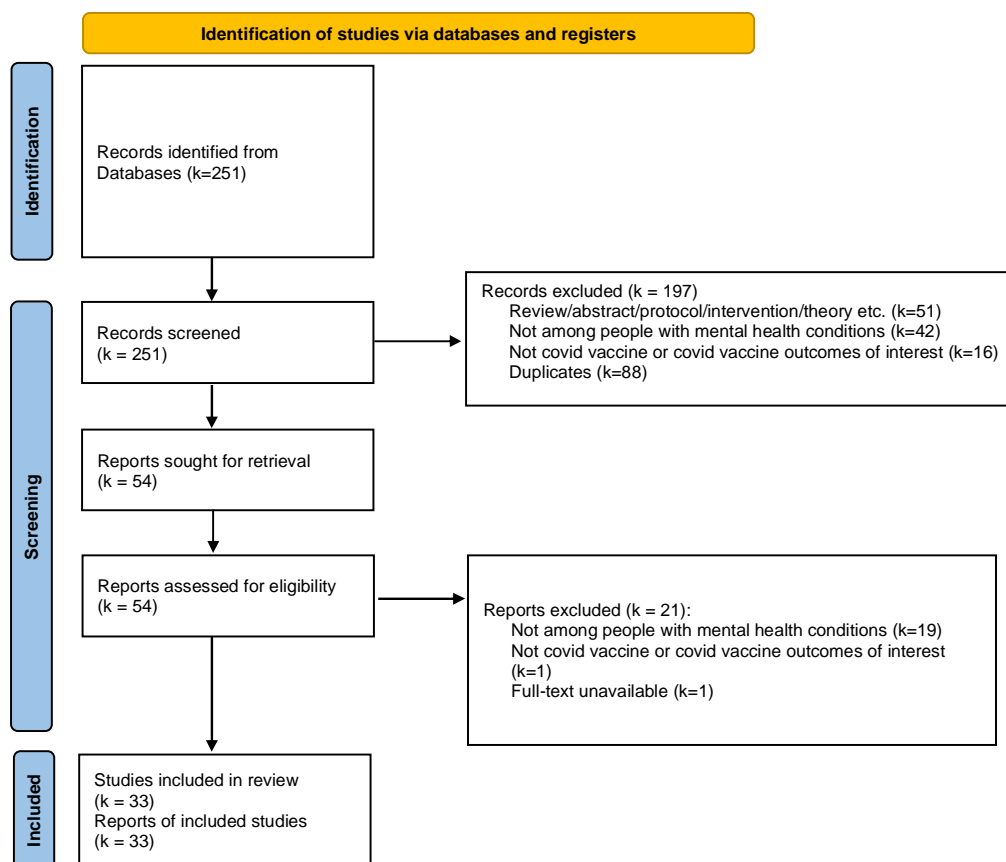 Identification of studies via databases and registers
Identification
Records identified from
Databases (k=251)
Screening
Records screened
(k = 251)
Records excluded (k = 197)
Review/abstract/protocol/intervention/theory etc. (k=51)
Not among people with mental health conditions (k=42)
Not covid vaccine or covid vaccine outcomes of interest (k=16)
Duplicates (k=88)
Reports sought for retrieval
(k = 54)
Reports assessed for eligibility
(k = 54)
Reports excluded (k = 21):
Not among people with mental health conditions (k=19)
Not covid vaccine or covid vaccine outcomes of interest
(k=1)
Full-text unavailable (k=1)
Included
Studies included in review
(k = 33)
Reports of included studies
(k = 33)